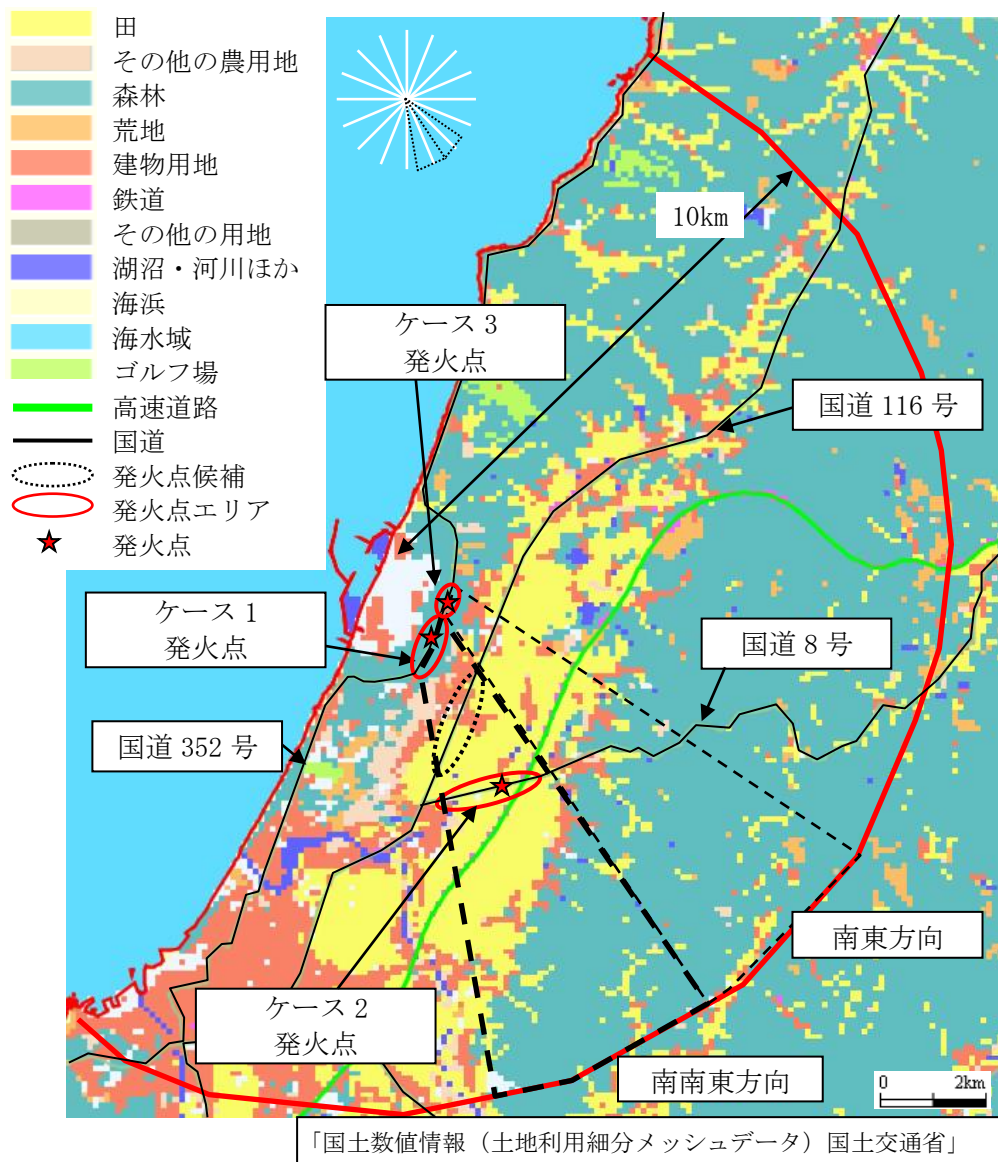 田
その他の農用地
森林
荒地
建物用地
鉄道
その他の用地
湖沼・河川ほか
海浜
海水域
ゴルフ場
高速道路
国道
発火点候補
発火点エリア
発火点
10km
ケース 3
発火点
国道 116 号
ケース 1
発火点
国道 8 号
国道 352 号
南東方向
ケース 2
発火点
南南東方向
0 2km
「国土数値情報（土地利用細分メッシュデータ）国土交通省」